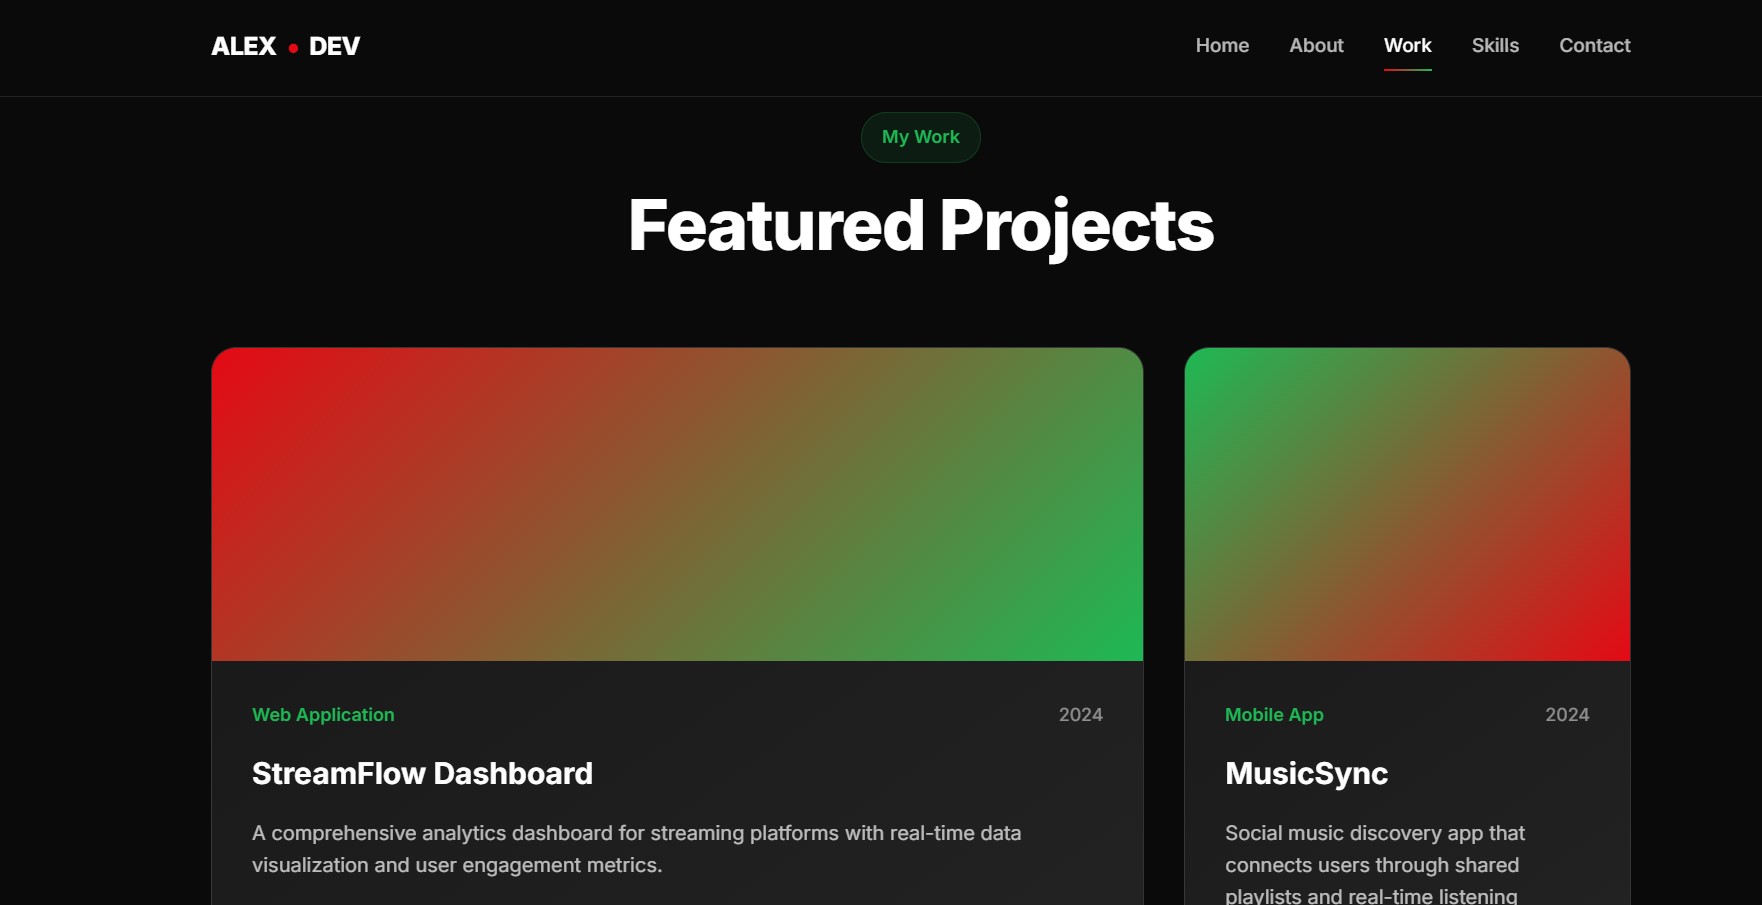 ALEX • DEV
Home About Work Skills Contact
My Work
Featured Projects
Web Application 2024
StreamFlow Dashboard
A comprehensive analytics dashboard for streaming platforms with real-time data
visualization and user engagement metrics.
Mobile App 2024
MusicSync
Social music discovery app that
connects users through shared
playlists and real-time listening